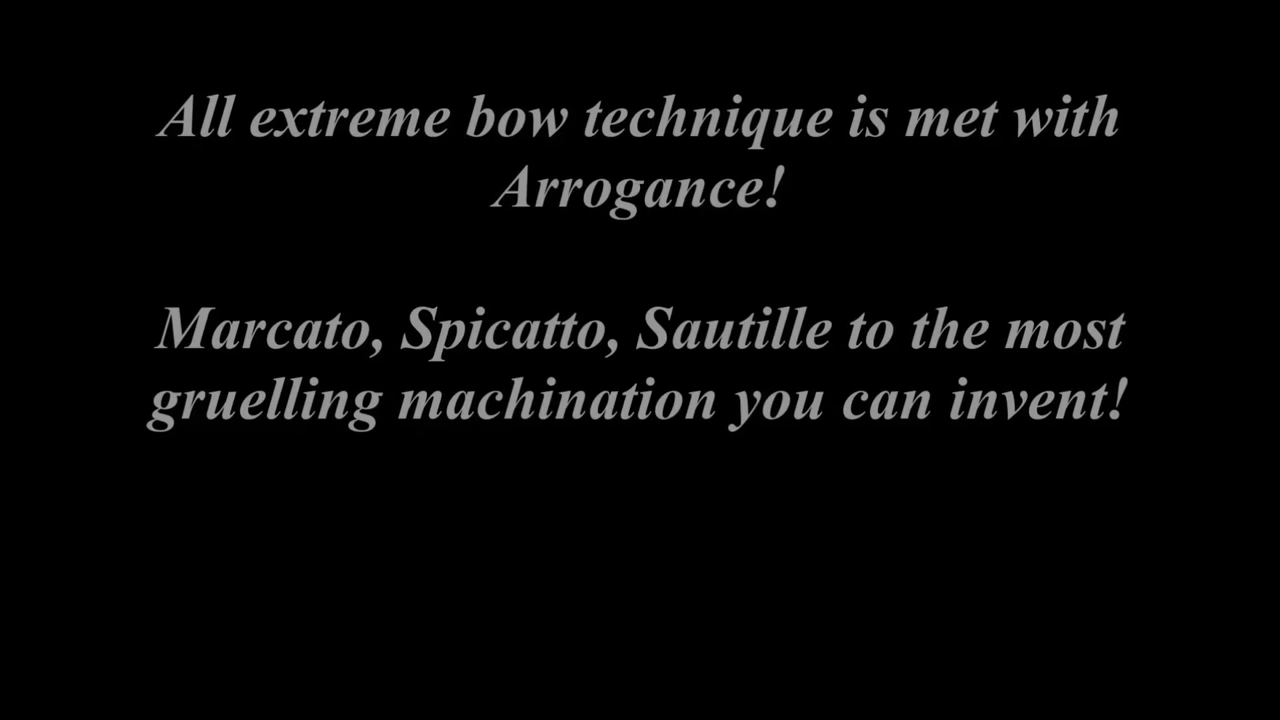 All extreme bow technique is met with
Arrogance!
Marcato, Spicatto, Sautille to the most
gruelling machination you can invent!